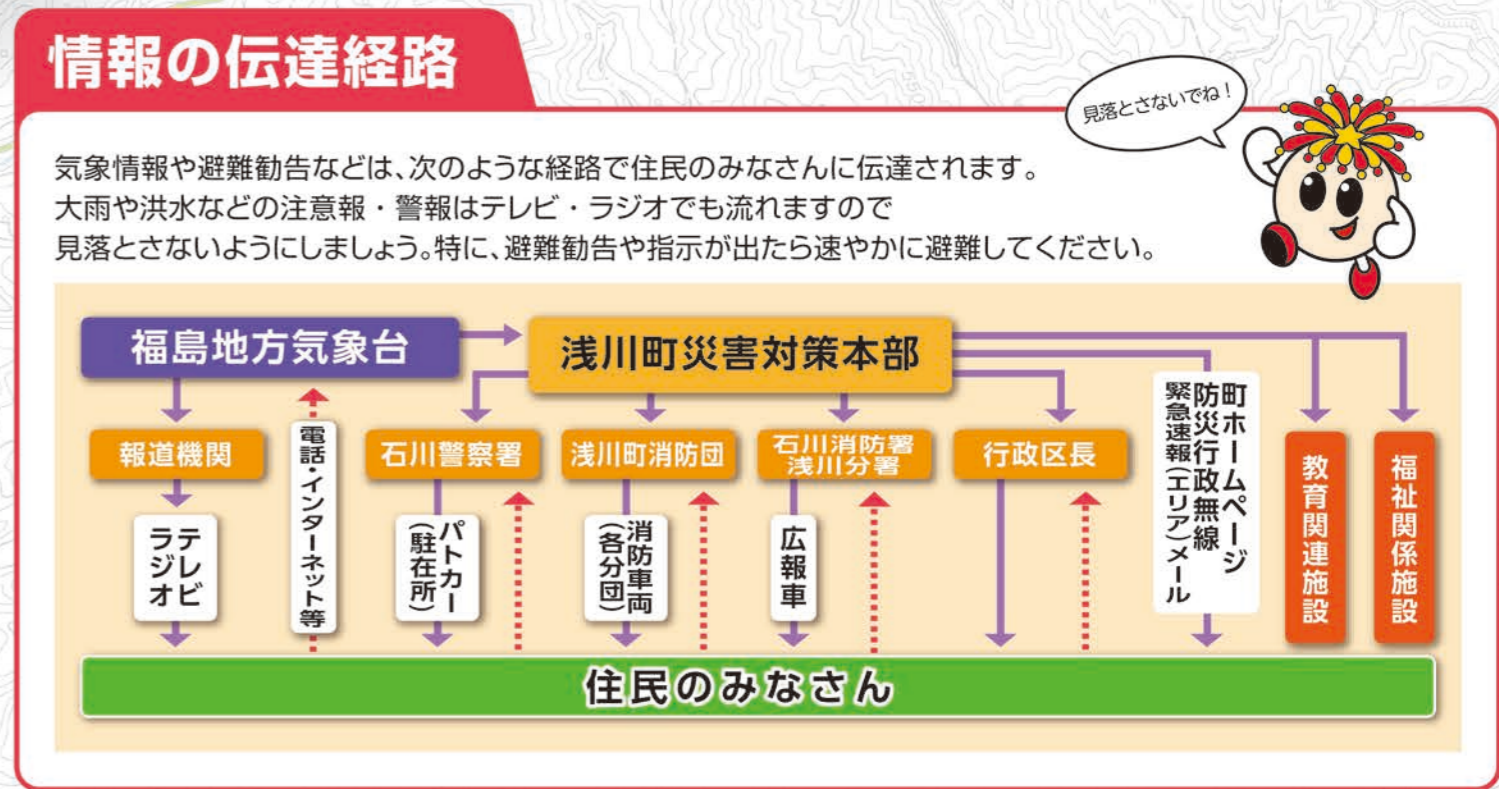 情報の伝達経路
見落とさないでね！
気象情報や避難勧告などは、次のような経路で住民のみなさんに伝達されます。
大雨や洪水などの注意報・警報はテレビ・ラジオでも流れますので
見落とさないようにしましょう。特に、避難勧告や指示が出たら速やかに避難してください。
福島地方気象台
浅川町災害対策本部
報道機関
電話・インターネット等
石川警察署
浅川町消防団
石川消防署
浅川分署
行政区長
町ホームページ
防災行政無線
緊急速報(エリア)メール
教育関連施設
福祉関係施設
テレビ
ラジオ
パトカー
(駐在所)
消防車両
(各分団)
広報車
住民のみなさん